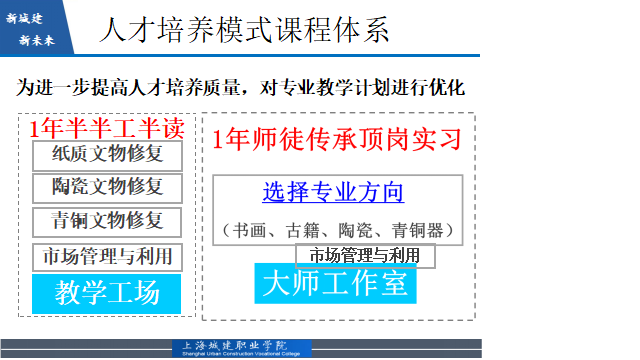 新城建
新未来
人才培养模式课程体系
为进一步提高人才培养质量，对专业教学计划进行优化
1年半半工半读
纸质文物修复
陶瓷文物修复
青铜文物修复
市场管理与利用
教学工场
1年师徒传承顶岗实习
选择专业方向
（书画、古籍、陶瓷、青铜器）
市场管理与利用
大师工作室
上海城建职业学院
Shanghai Urban Construction Vocational College